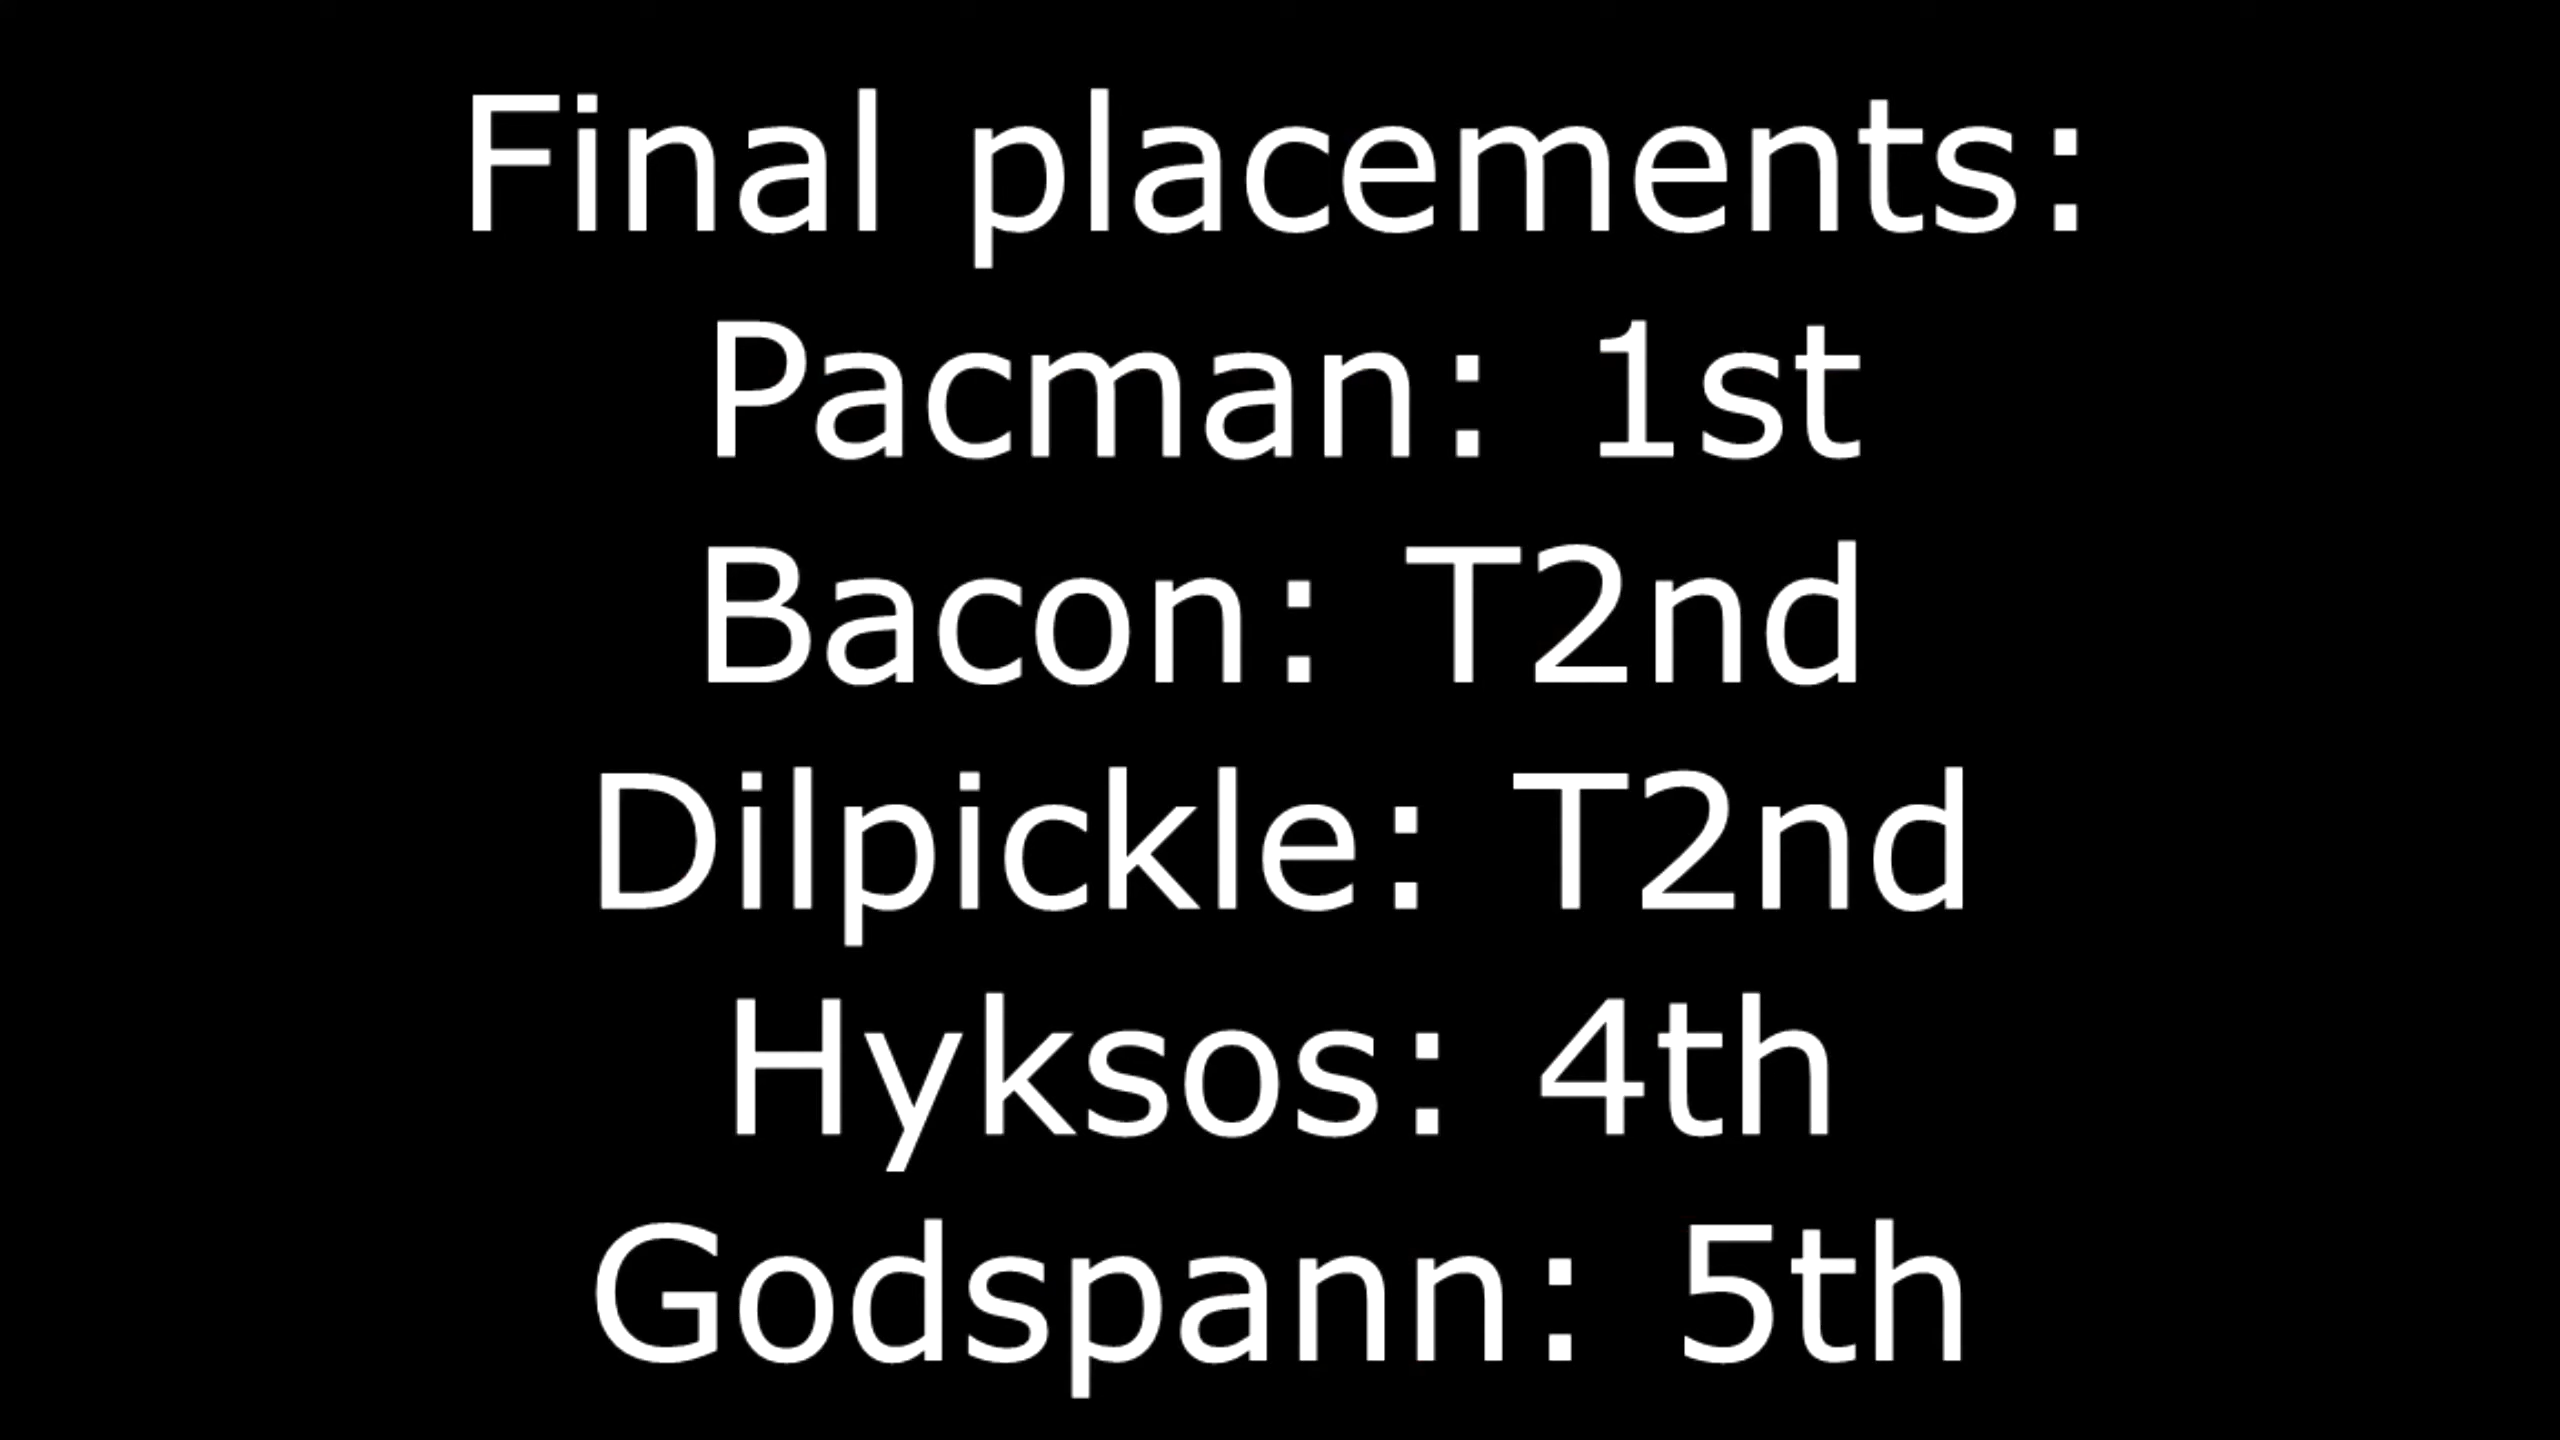 Final placements:
Pacman: 1st
Bacon: T2nd
Dilpickle: T2nd
Hyksos: 4th
Godspann: 5th